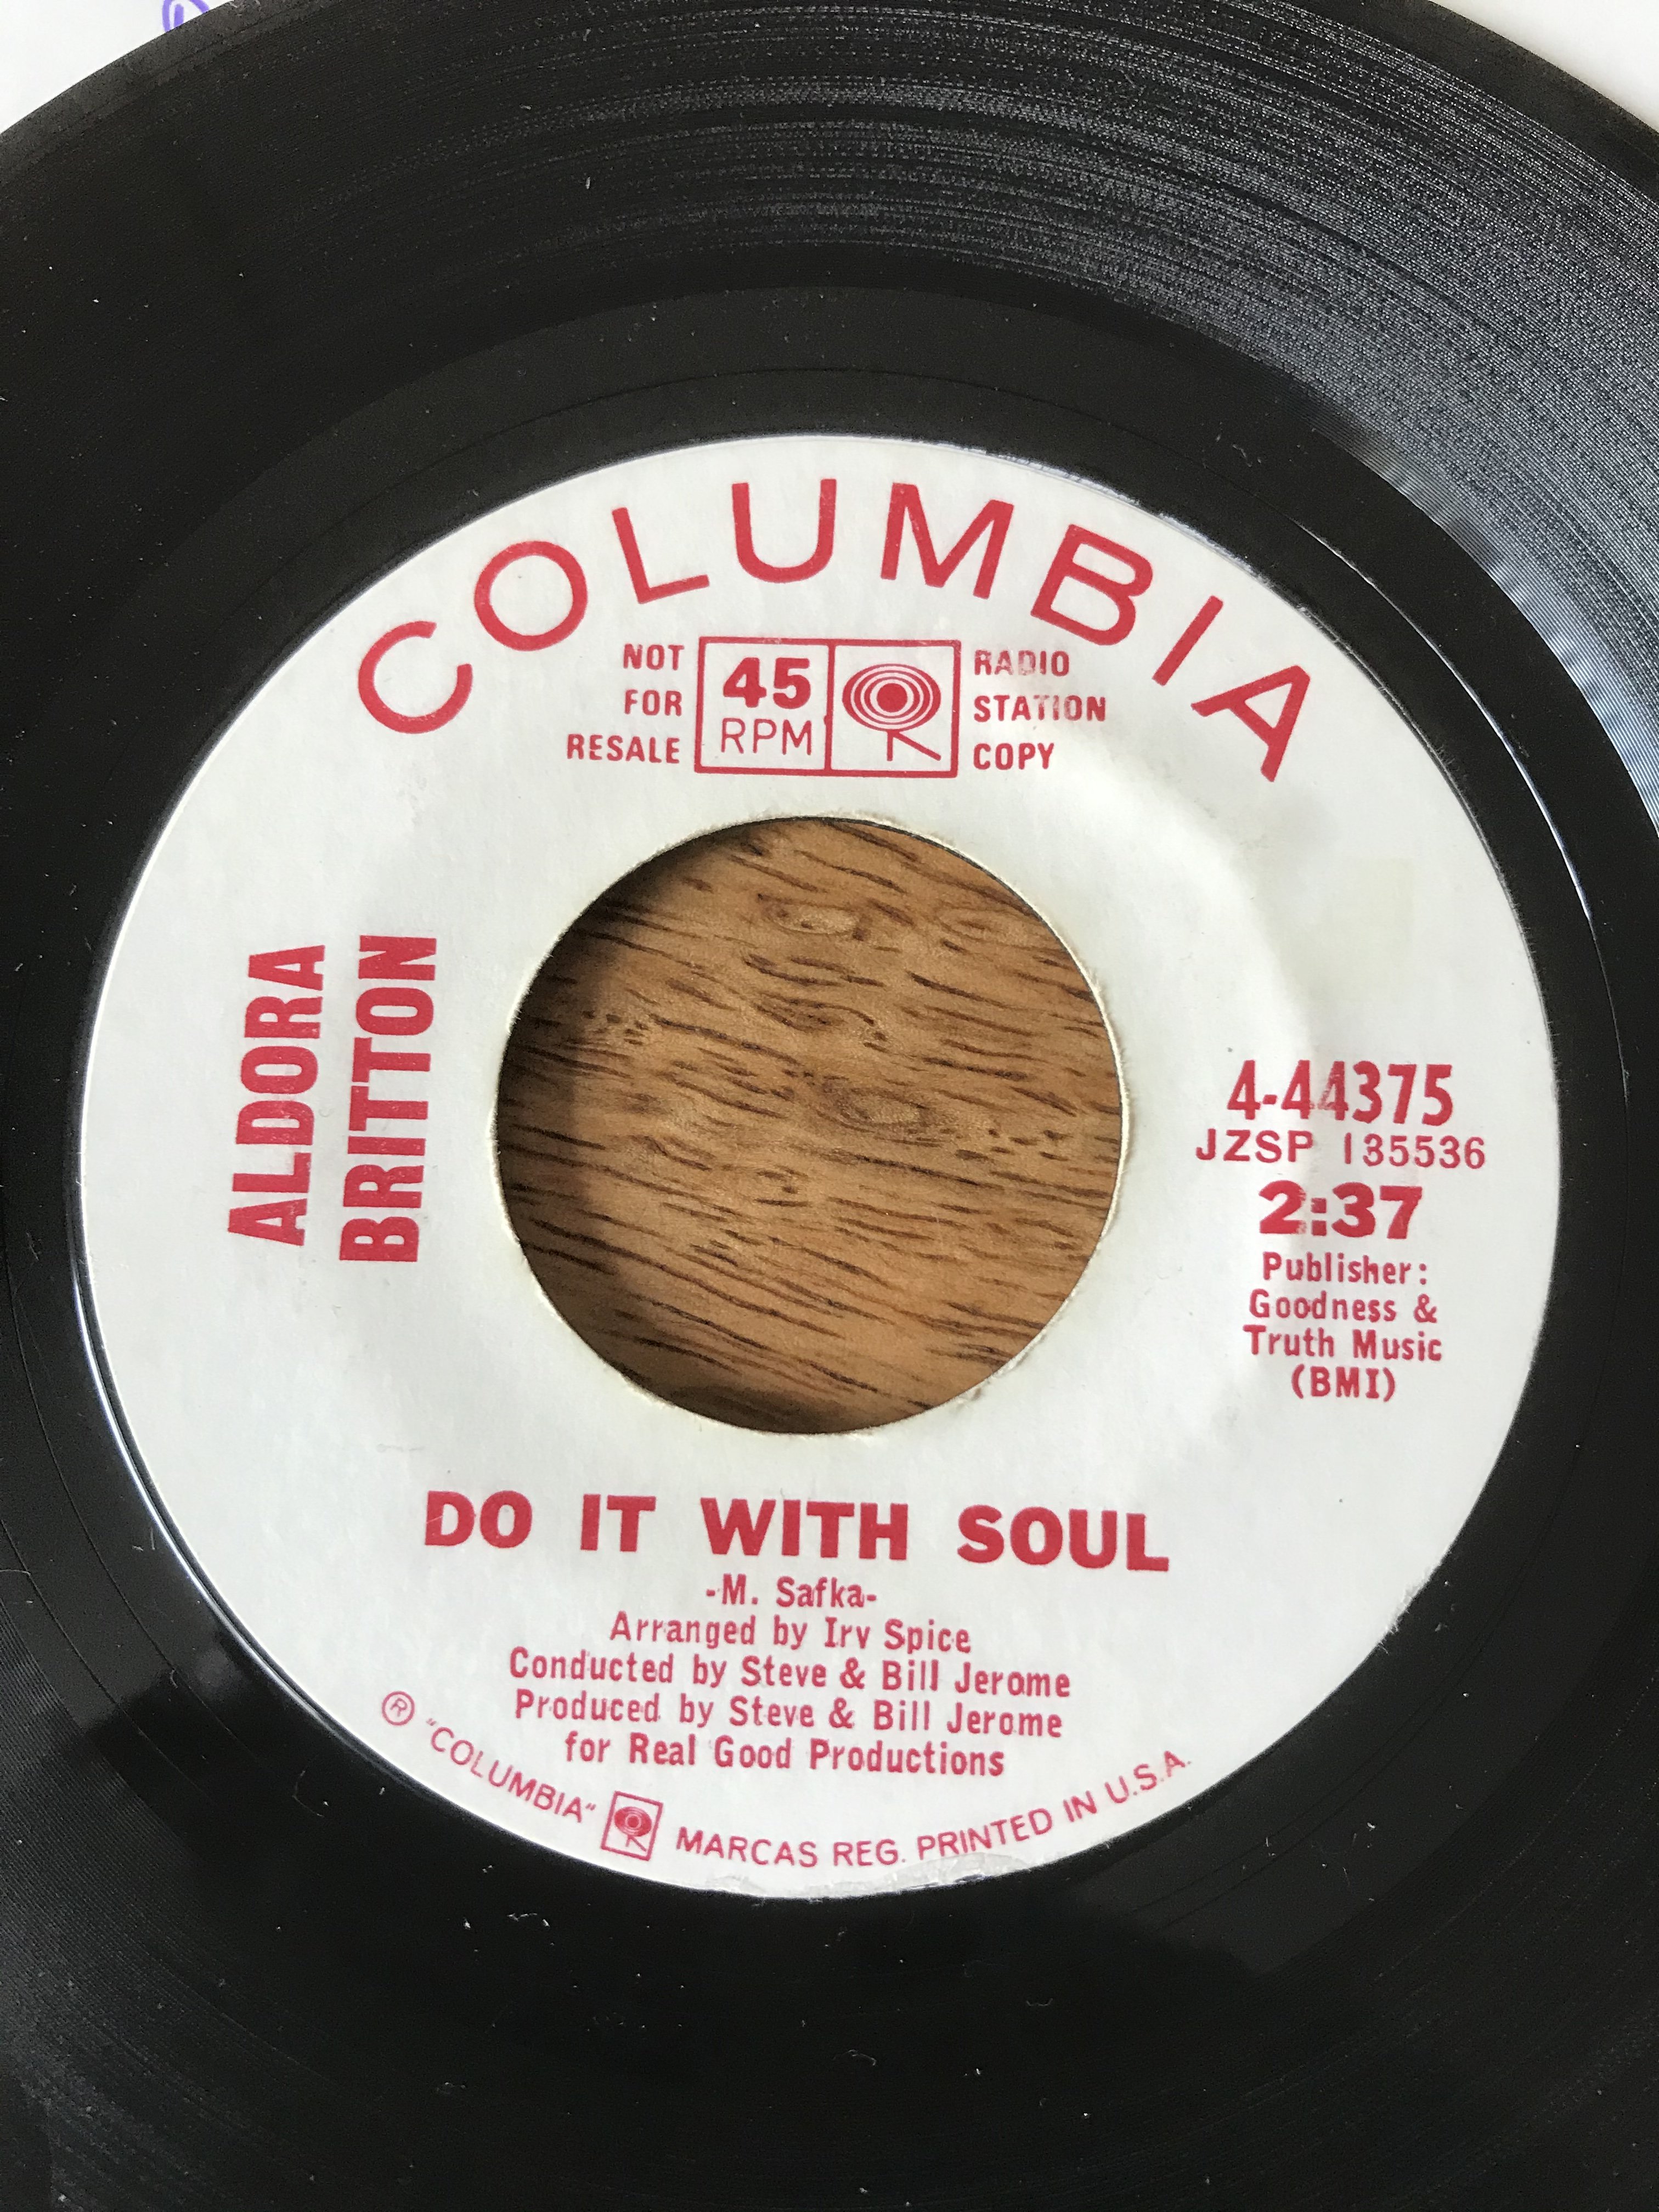 COLUMBIA
NOT
FOR
RESALE
45
RPM
RADIO
STATION
COPY
ALDORA
BRITTON
4-44375
JZSP 135536
2:37
Publisher:
Goodness &
Truth Music
(BMI)
DO IT WITH SOUL
-M. Safka-
Arranged by Irv Spice
Conducted by Steve & Bill Jerome
Produced by Steve & Bill Jerome
for Real Good Productions
® "COLUMBIA" MARCAS REG. PRINTED IN U.S.A.